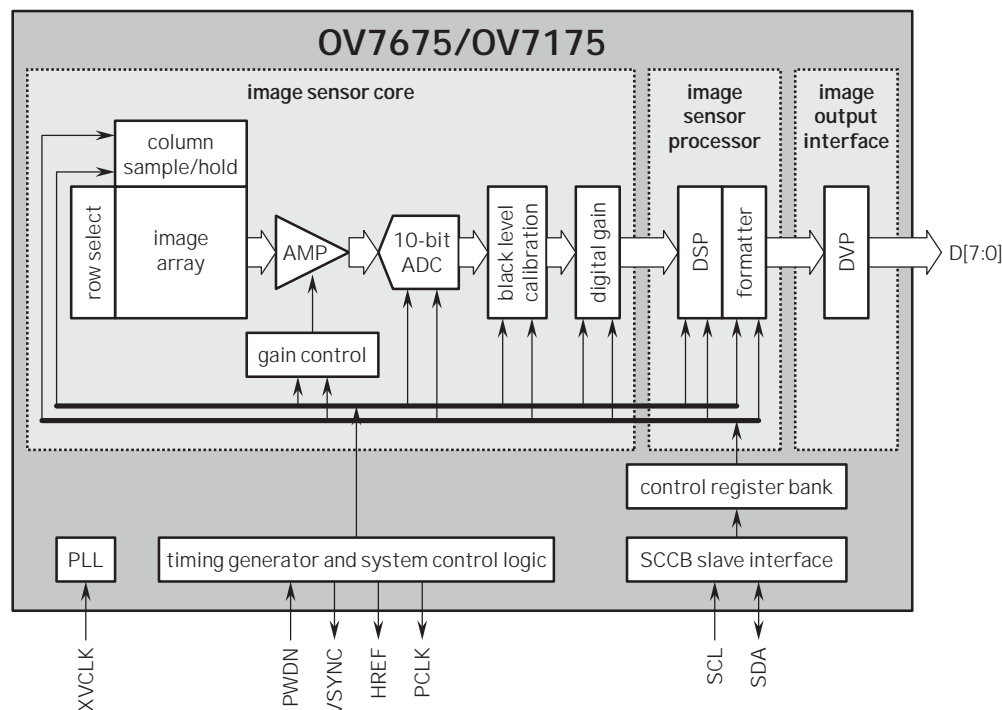 OV7675/OV7175
image sensor core
image
sensor
processor
image
output
interface
column
sample/hold
row select
image
array
AMP
10-bit
ADC
black level
calibration
digital gain
DSP
formatter
DVP
D[7:0]
gain control
control register bank
PLL
timing generator and system control logic
SCCB slave interface
XVCLK
PWDN
VSYNC
HREF
PCLK
SCL
SDA